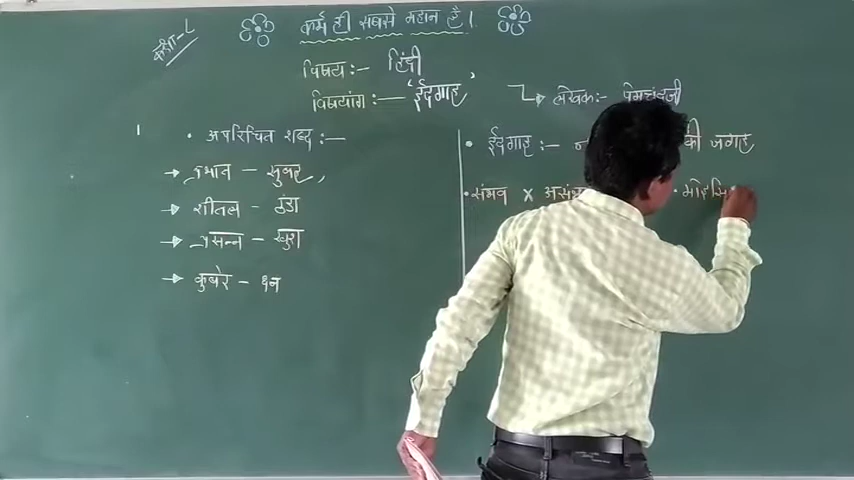 कर्म ही सबसे महान है।
कक्षा-
विषय:- हिंदी
विषयांश:- 'ईदगाह'
लेखक:- प्रेमचंदजी
• अपरिचित शब्द:-
→ प्रभात - सुबह,
→ शीतल - ठंडा
→ प्रसन्न - खुश
→ कुबेर - धन
• ईदगाह:- की जगह
• संभव x असंभ
• मोहसि